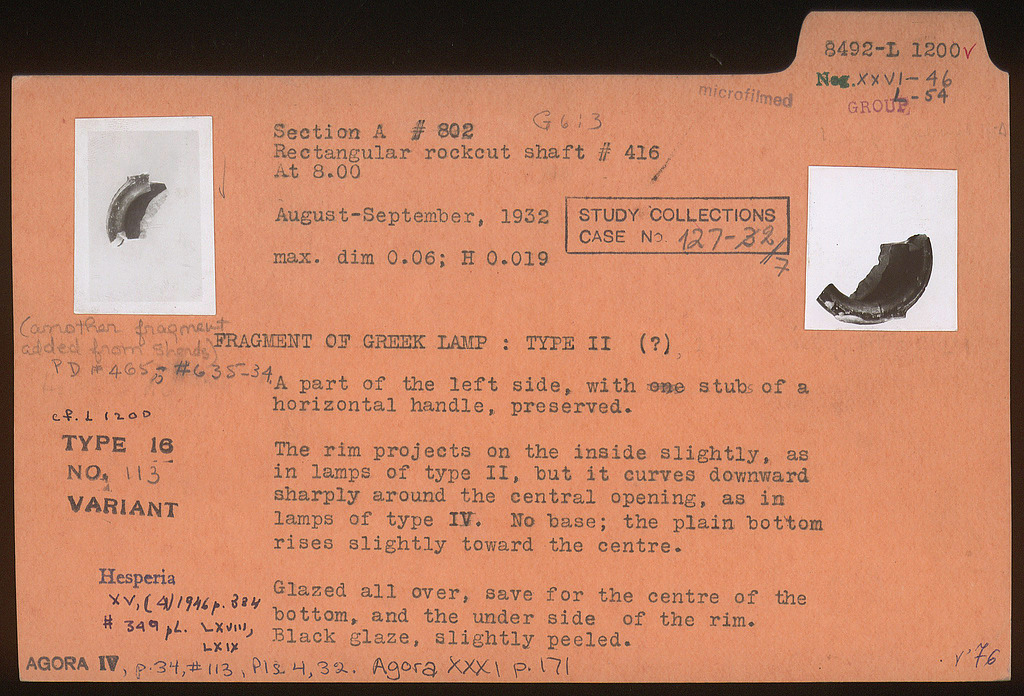 8492-L 1200✓
Neg. XXVI-46
L-54
GROUP
microfilmed
G 6:3
Section A # 802
Rectangular rockcut shaft # 416
At 8.00
August-September, 1932
STUDY COLLECTIONS
CASE No. 127-32/7
max. dim 0.06; H 0.019
(another fragment
added from sherds)
PD # 465
#635-34
FRAGMENT OF GREEK LAMP : TYPE II (?)
A part of the left side, with one stubs of a
horizontal handle, preserved.
cf. L 1200
TYPE 16
NO. 113
VARIANT
The rim projects on the inside slightly, as
in lamps of type II, but it curves downward
sharply around the central opening, as in
lamps of type IV. No base; the plain bottom
rises slightly toward the centre.
Hesperia
XV, (4) 1946 p. 384
# 349 pl. LXVIII,
LXIX
Glazed all over, save for the centre of the
bottom, and the under side of the rim.
Black glaze, slightly peeled.
AGORA IV, p.34, #113, Pls 4, 32. Agora XXXI p. 171
v '76